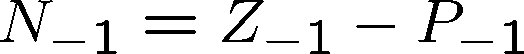 $N_{-1} = Z_{-1} - P_{-1}$